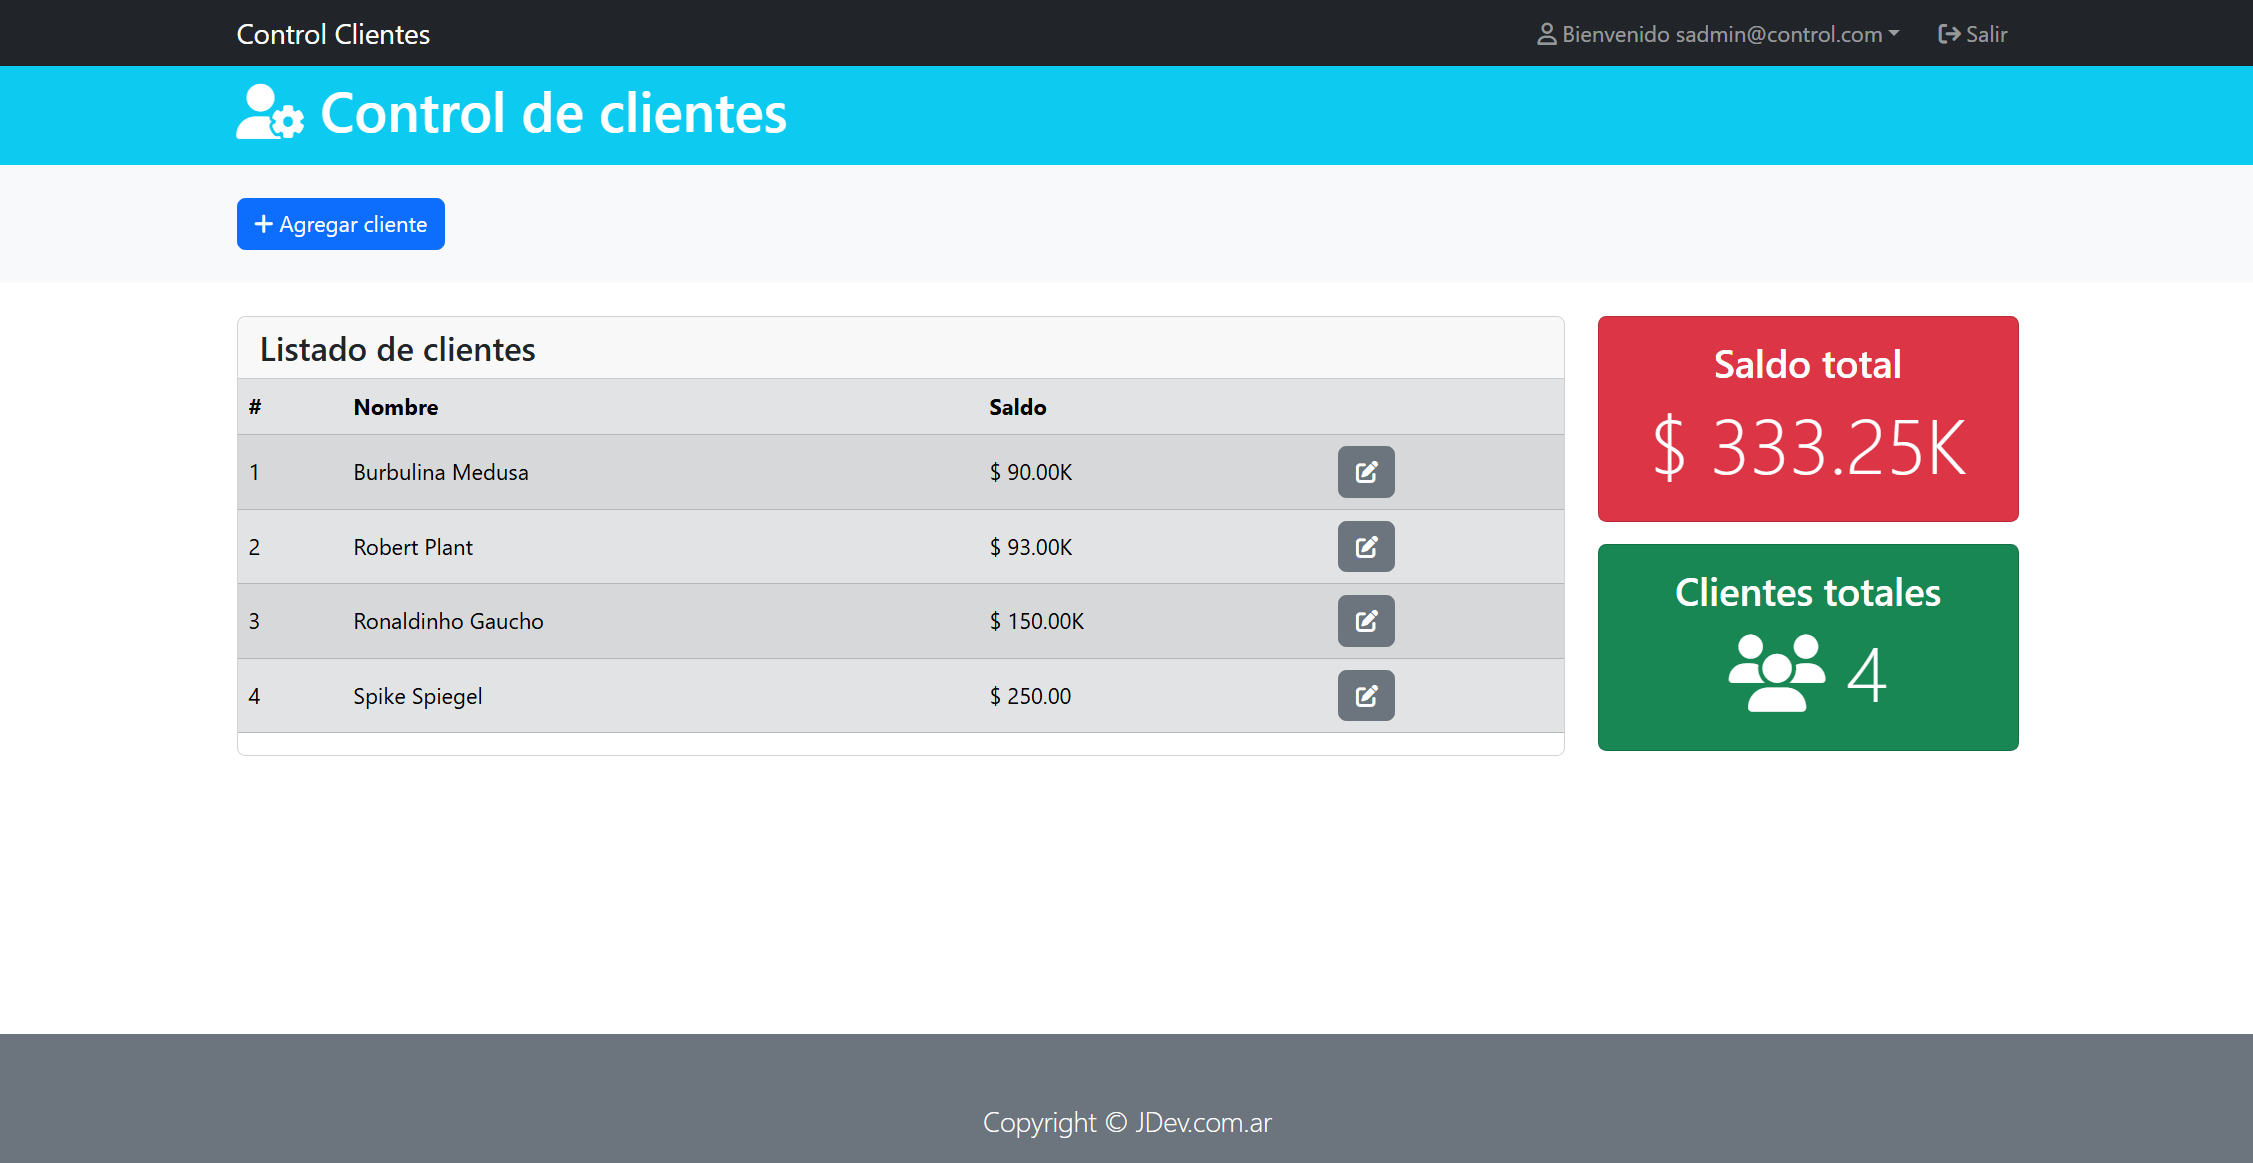 Control Clientes
Bienvenido sadmin@control.com
Salir
Control de clientes
+ Agregar cliente
Listado de clientes
# Nombre Saldo
1 Burbulina Medusa $ 90.00K
2 Robert Plant $ 93.00K
3 Ronaldinho Gaucho $ 150.00K
4 Spike Spiegel $ 250.00
Saldo total
$ 333.25K
Clientes totales
4
Copyright © JDev.com.ar